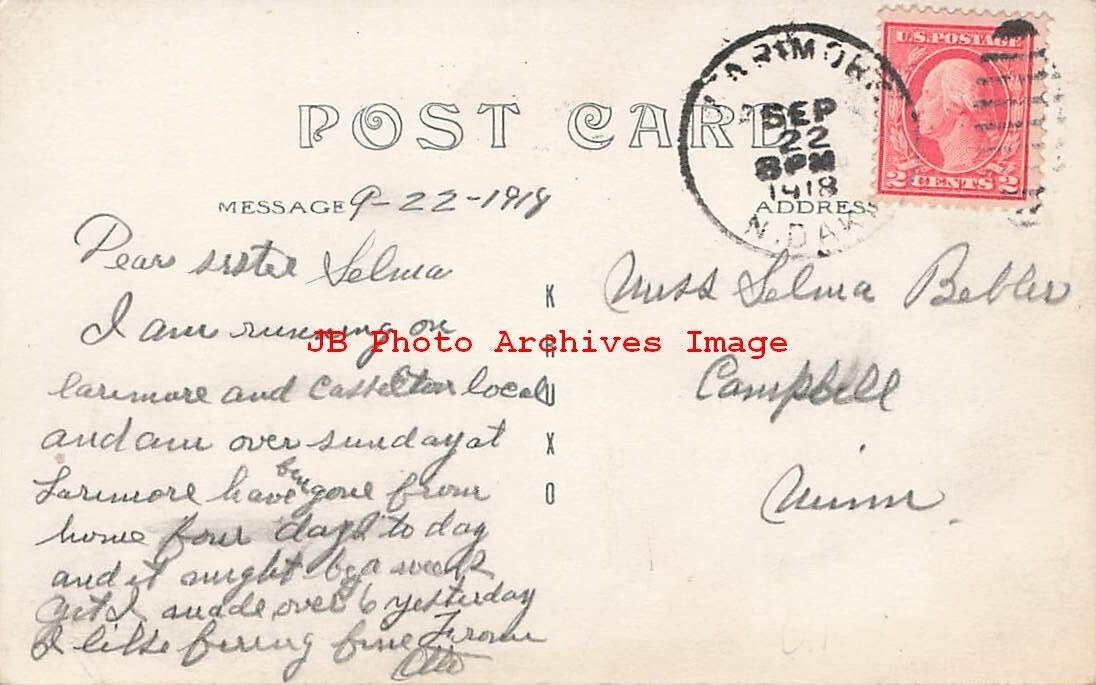 POST CARD
LARIMORE
SEP
22
8PM
1918
N. DAK.
U.S. POSTAGE
2 CENTS 2
MESSAGE 9-22-1918
ADDRESS
Dear sister Selma
I am running on
larimore and Casselton local
and am over sunday at
Larimore have been gone from
home four days to day
and it might be a week
yet I made over 6 yesterday
I like firing fine From
Otto
K R U X O
Miss Selma Bebler
Campbell
Minn.
JB Photo Archives Image